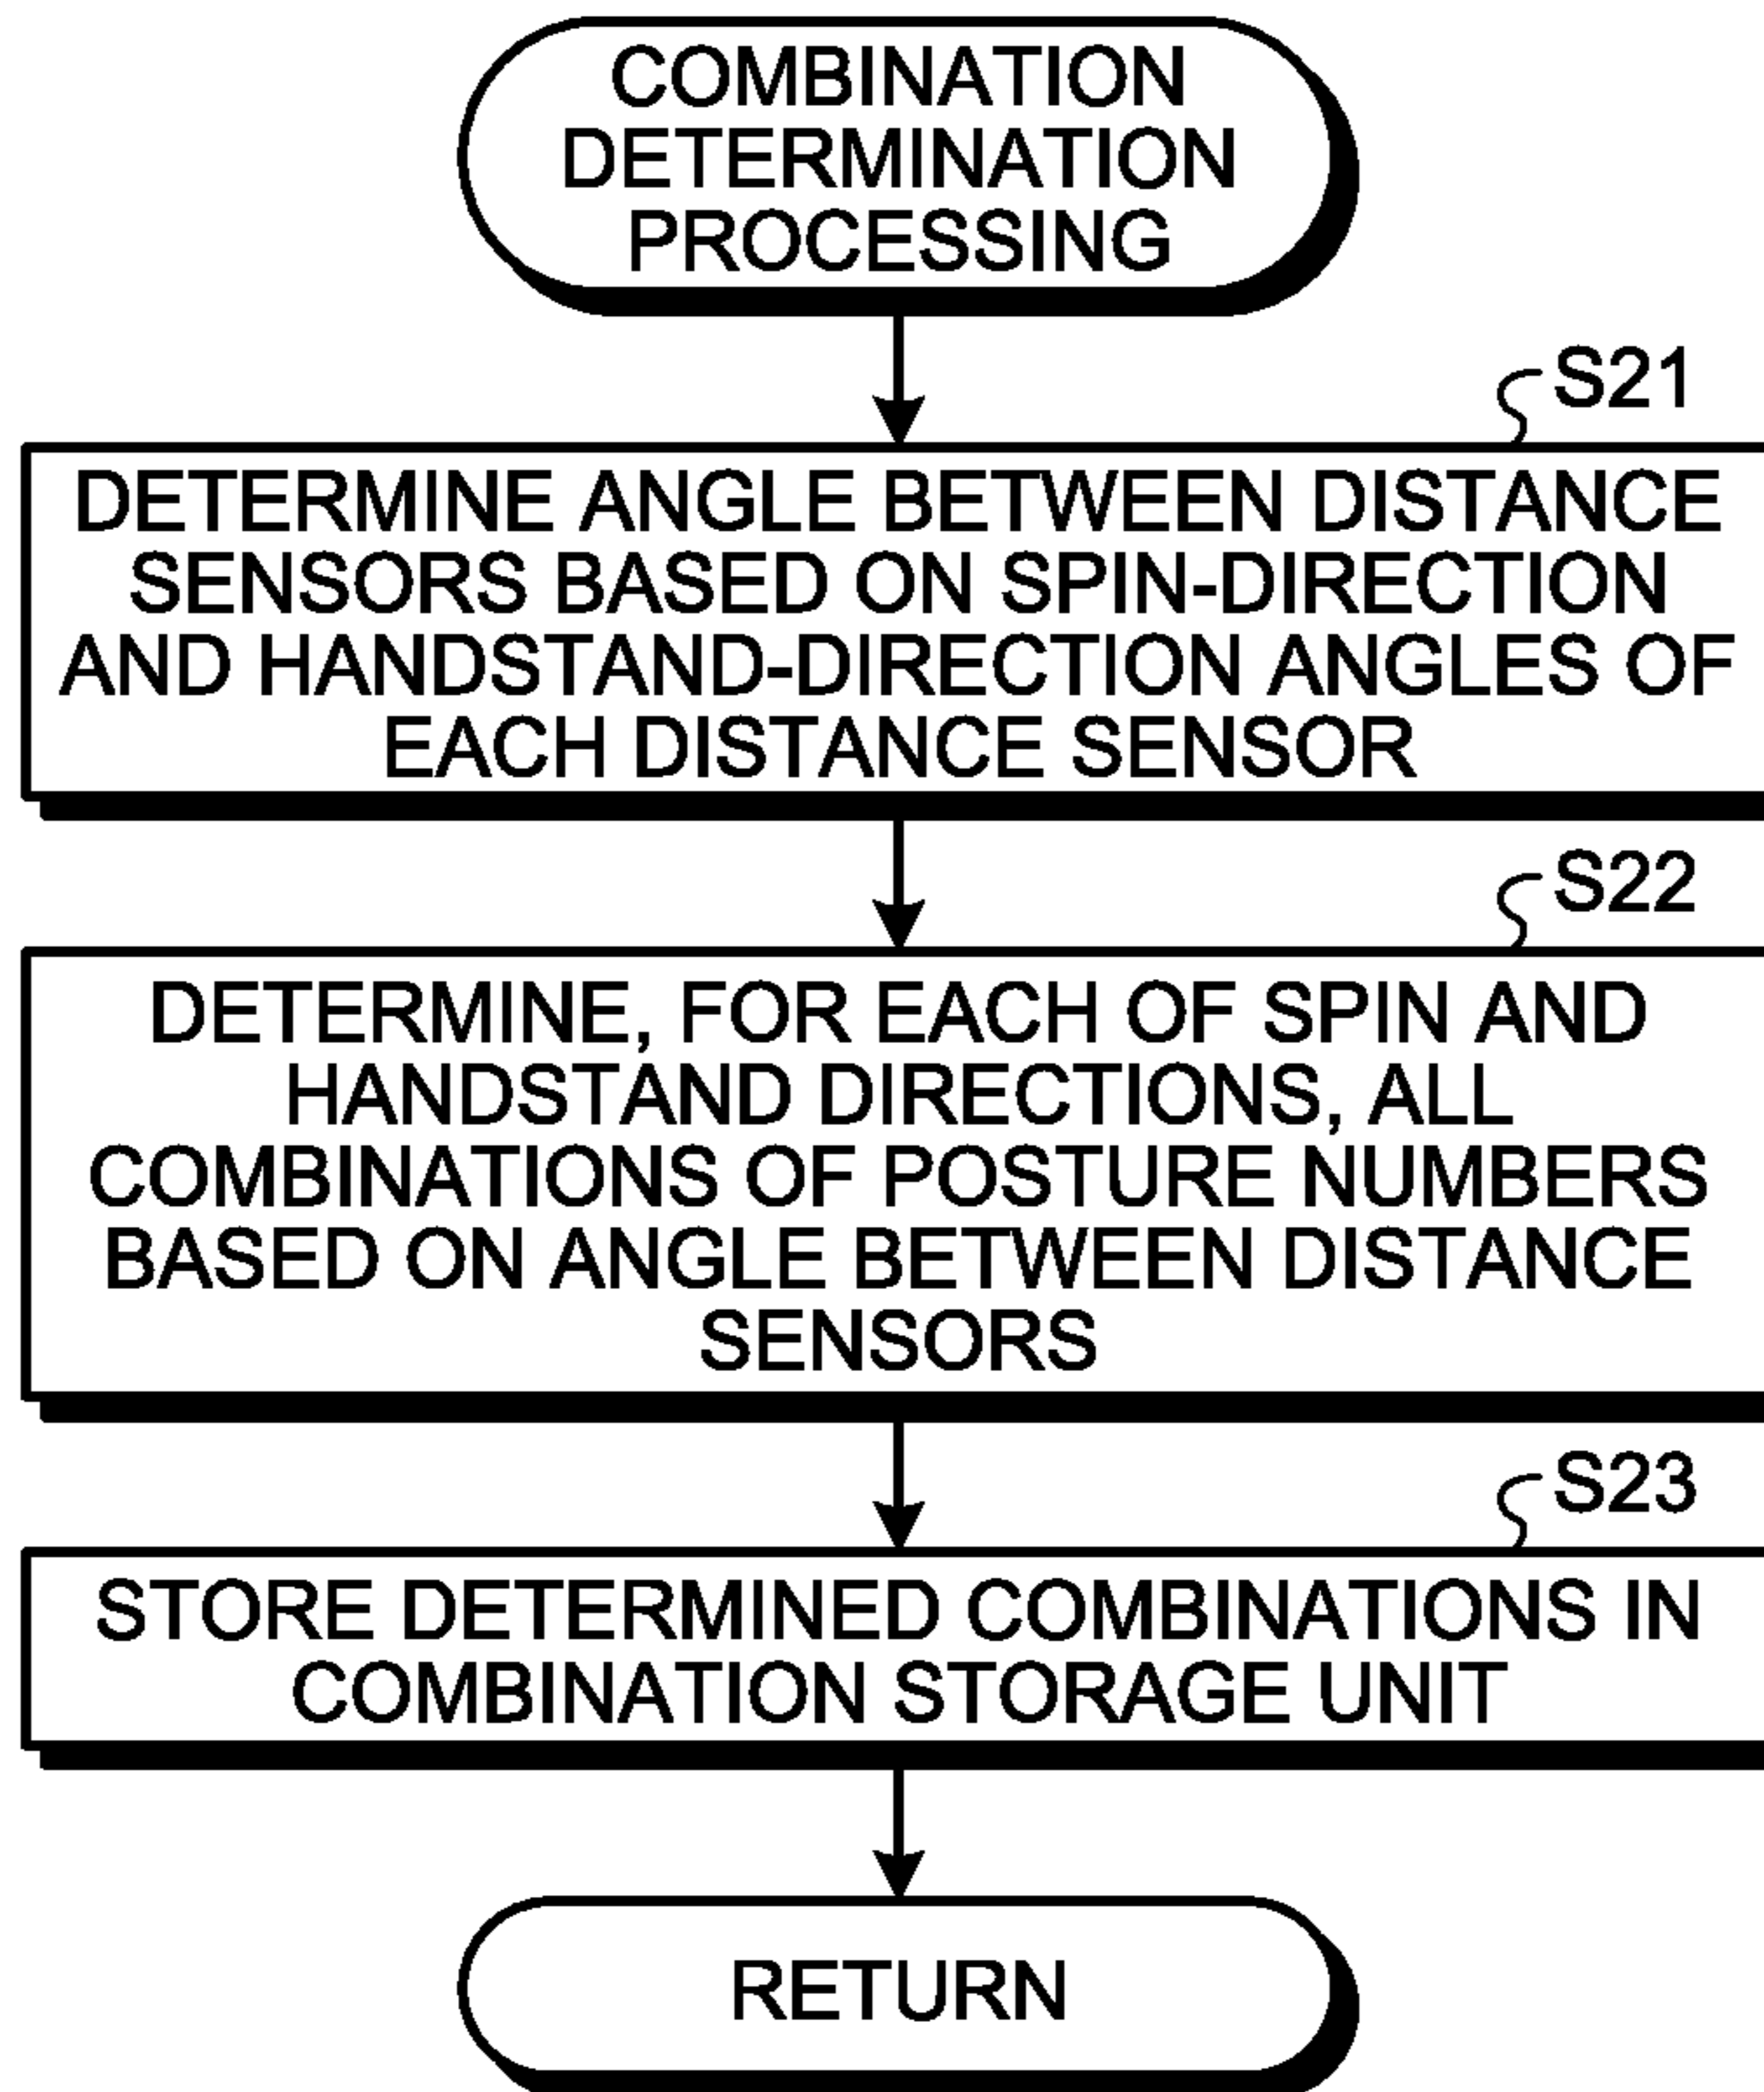 COMBINATION
DETERMINATION
PROCESSING
S21
DETERMINE ANGLE BETWEEN DISTANCE
SENSORS BASED ON SPIN-DIRECTION
AND HANDSTAND-DIRECTION ANGLES OF
EACH DISTANCE SENSOR
S22
DETERMINE, FOR EACH OF SPIN AND
HANDSTAND DIRECTIONS, ALL
COMBINATIONS OF POSTURE NUMBERS
BASED ON ANGLE BETWEEN DISTANCE
SENSORS
S23
STORE DETERMINED COMBINATIONS IN
COMBINATION STORAGE UNIT
RETURN